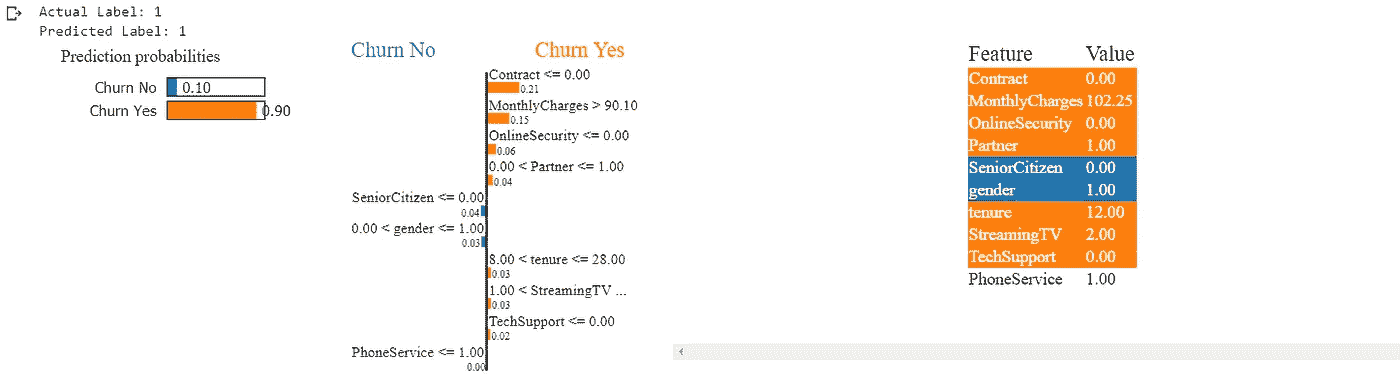 Actual Label: 1
Predicted Label: 1
Prediction probabilities
Churn No 0.10
Churn Yes 0.90
Churn No Churn Yes
Contract <= 0.00
0.21
MonthlyCharges > 90.10
0.15
OnlineSecurity <= 0.00
0.06
0.00 < Partner <= 1.00
0.04
SeniorCitizen <= 0.00
0.04
0.00 < gender <= 1.00
0.03
8.00 < tenure <= 28.00
0.03
1.00 < StreamingTV ...
0.03
TechSupport <= 0.00
0.02
PhoneService <= 1.00
0.00
Feature Value
Contract 0.00
MonthlyCharges 102.25
OnlineSecurity 0.00
Partner 1.00
SeniorCitizen 0.00
gender 1.00
tenure 12.00
StreamingTV 2.00
TechSupport 0.00
PhoneService 1.00